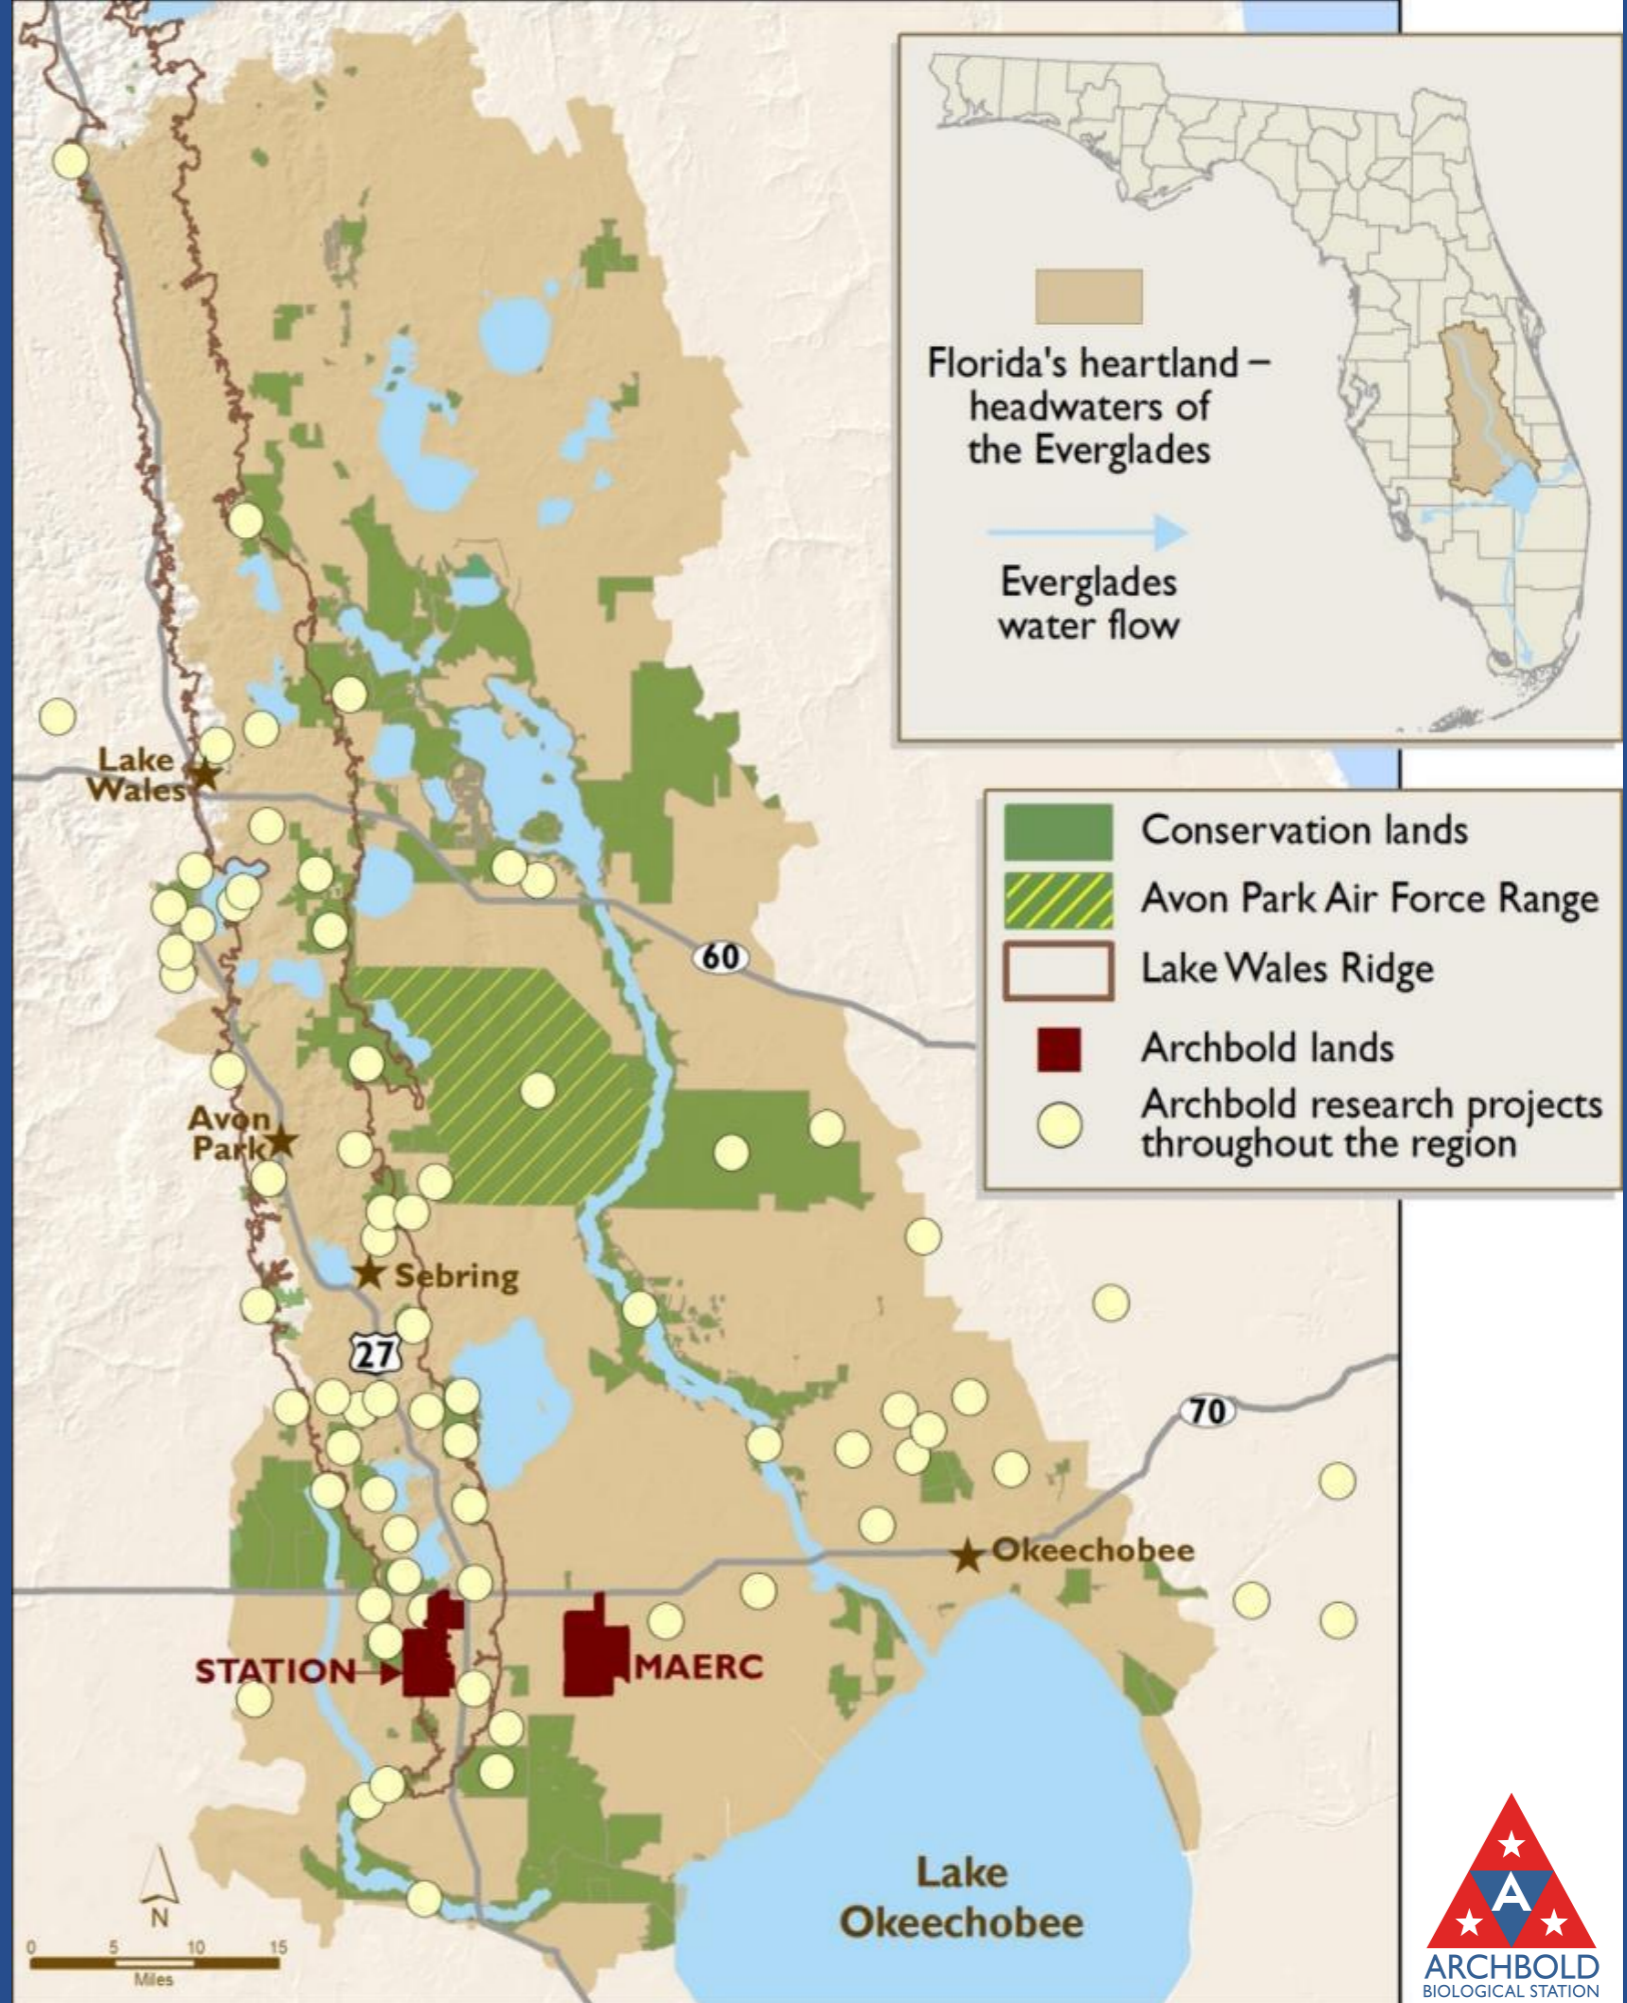 Florida's heartland –
headwaters of
the Everglades
Everglades
water flow
Conservation lands
Avon Park Air Force Range
Lake Wales Ridge
Archbold lands
Archbold research projects
throughout the region
Lake
Wales
60
Avon
Park
Sebring
27
70
Okeechobee
STATION
MAERC
Lake
Okeechobee
N
0 5 10 15
Miles
A
ARCHBOLD
BIOLOGICAL STATION